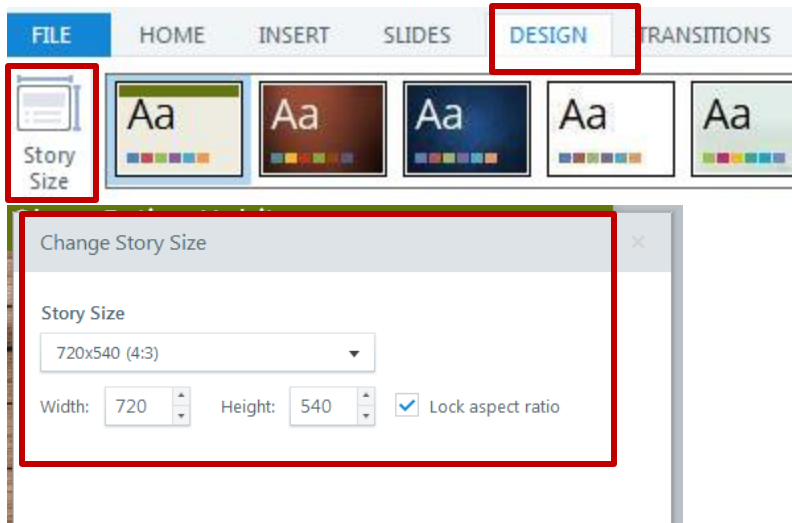 FILE HOME INSERT SLIDES DESIGN TRANSITIONS
Aa Aa Aa Aa Aa
Story
Size
Change Story Size
Story Size
720x540 (4:3)
Width: 720 Height: 540 Lock aspect ratio